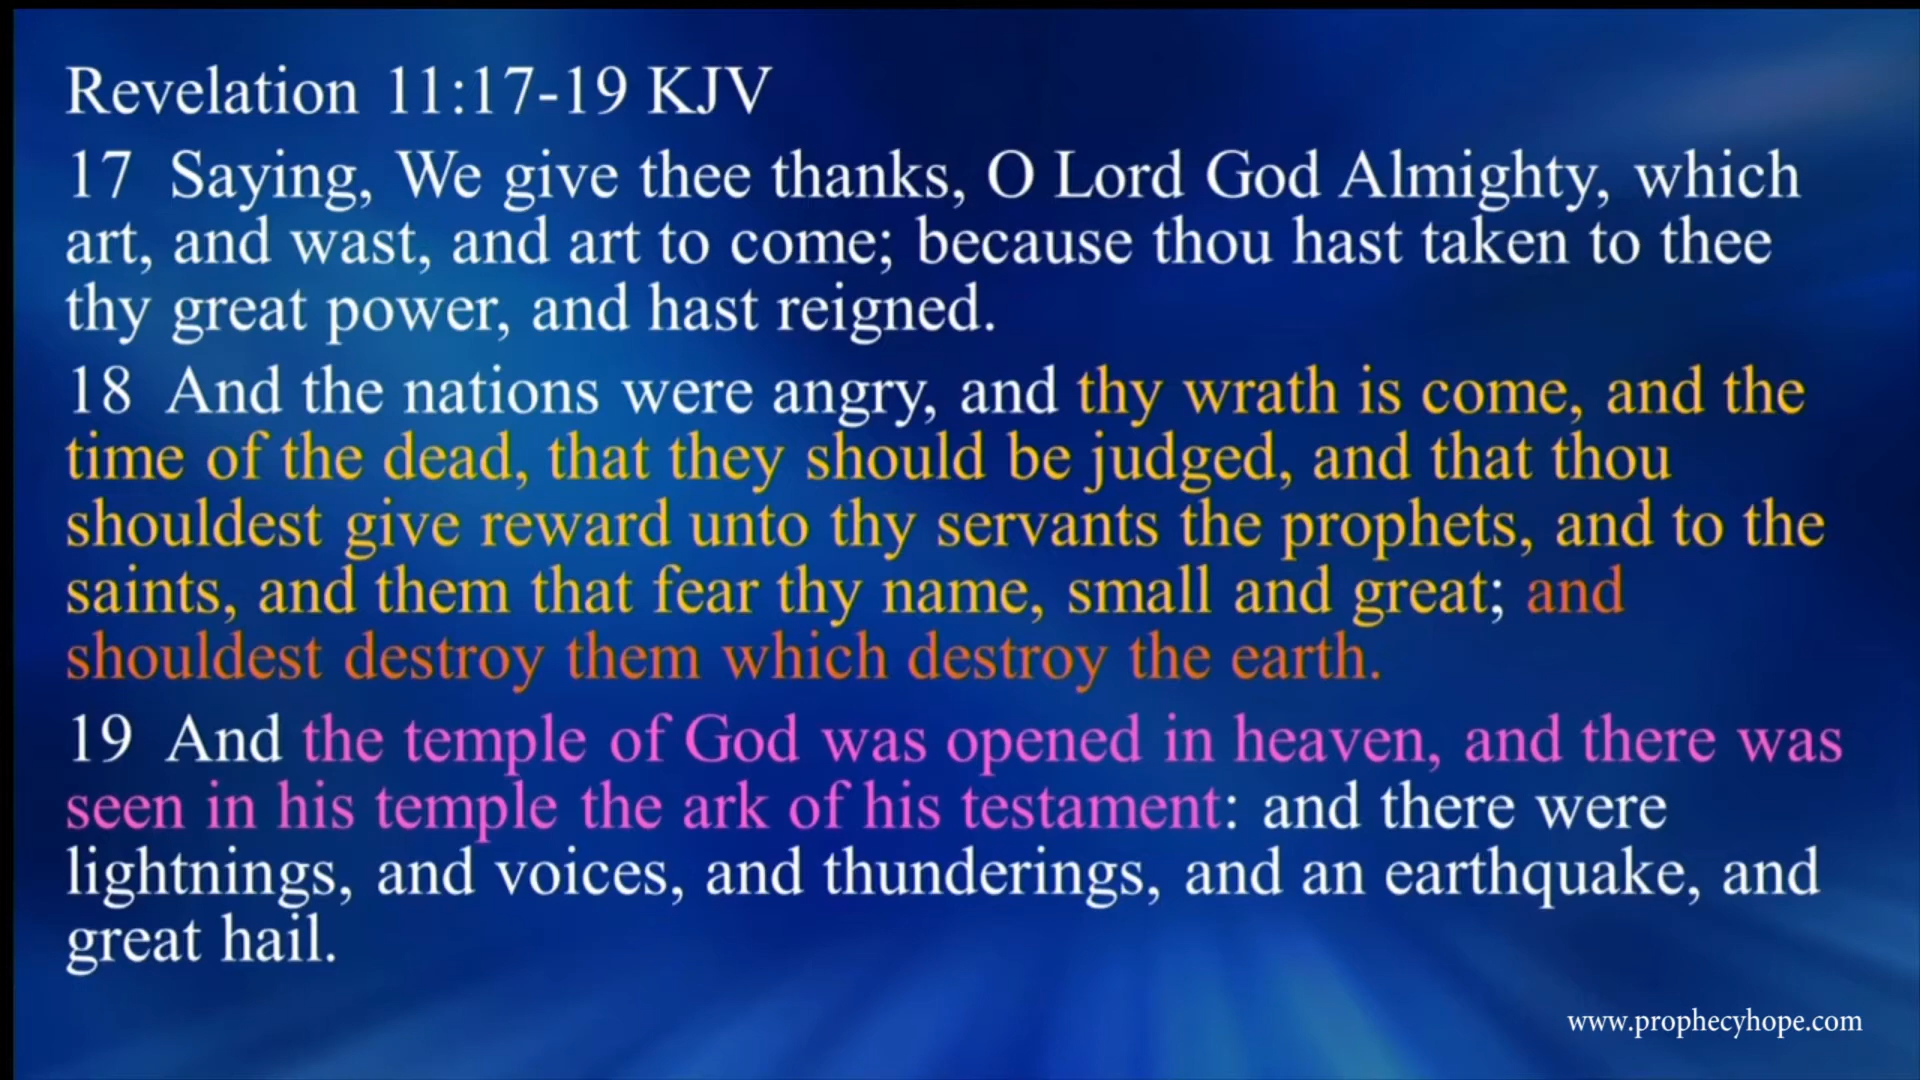 Revelation 11:17-19 KJV
17 Saying, We give thee thanks, O Lord God Almighty, which
art, and wast, and art to come; because thou hast taken to thee
thy great power, and hast reigned.
18 And the nations were angry, and thy wrath is come, and the
time of the dead, that they should be judged, and that thou
shouldest give reward unto thy servants the prophets, and to the
saints, and them that fear thy name, small and great; and
shouldest destroy them which destroy the earth.
19 And the temple of God was opened in heaven, and there was
seen in his temple the ark of his testament: and there were
lightnings, and voices, and thunderings, and an earthquake, and
great hail.
www.prophecyhope.com